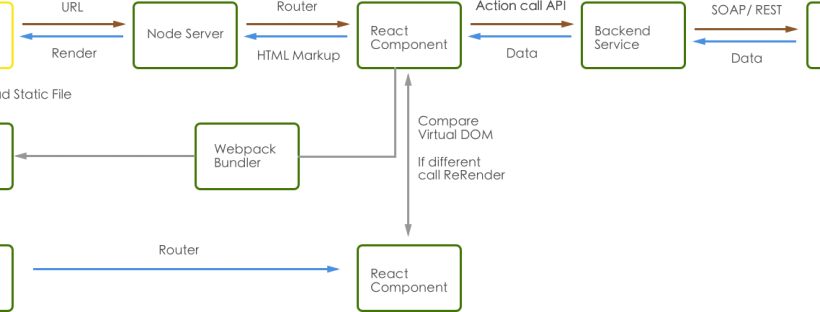 URL
Router
Action call API
SOAP/ REST
Node Server
React
Component
Backend
Service
Render
HTML Markup
Data
Data
d Static File
Compare
Virtual DOM
Webpack
Bundler
If different
call ReRender
Router
React
Component